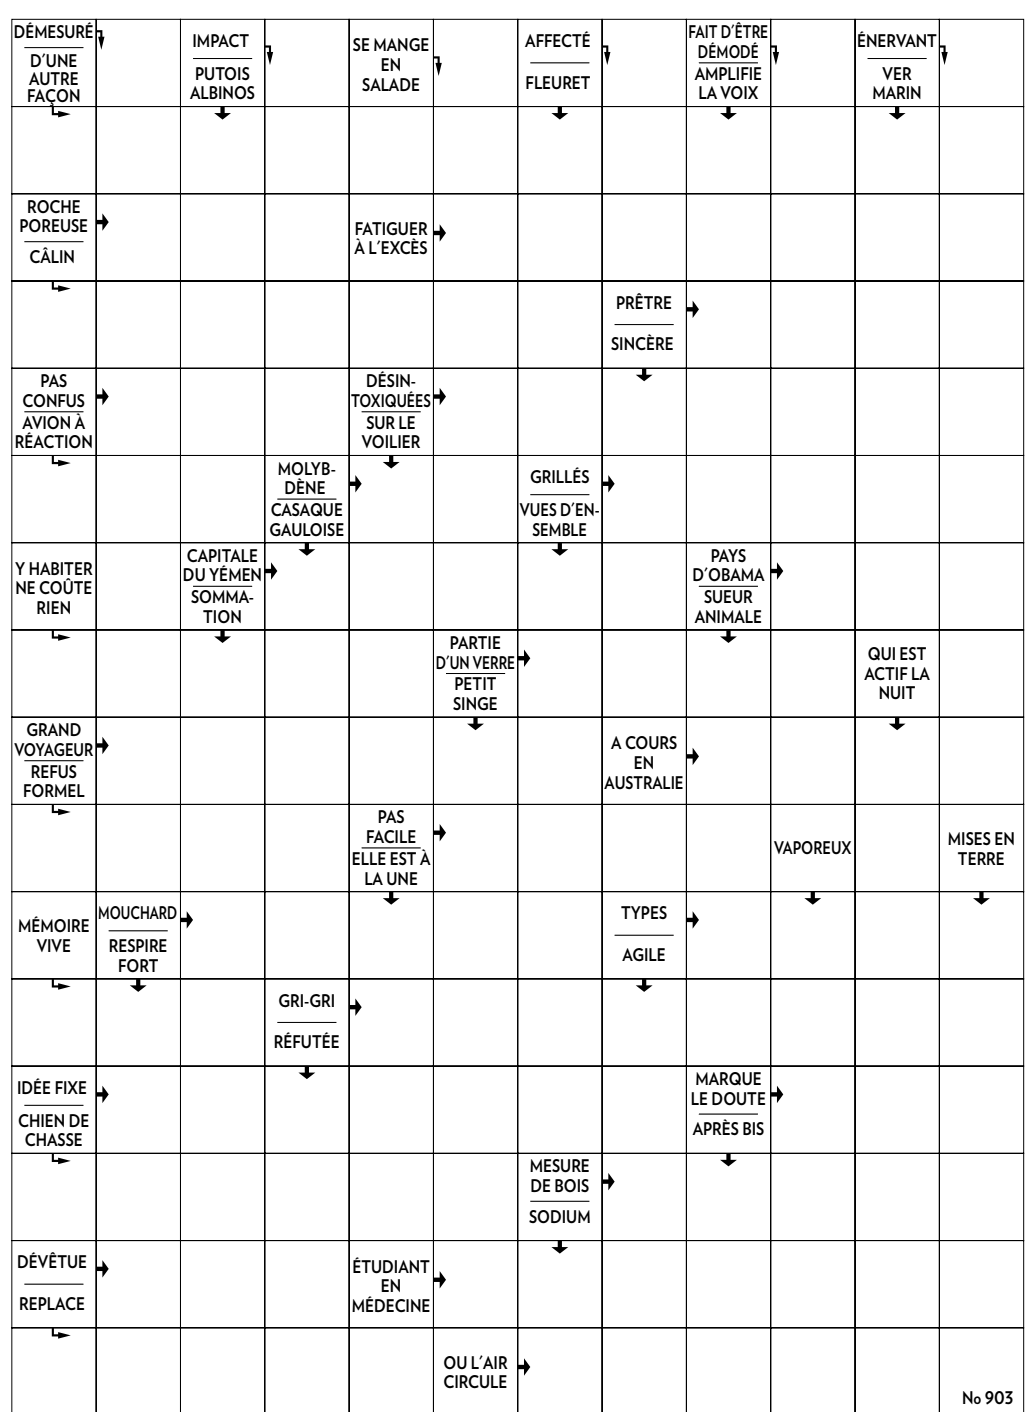 DÉMESURÉ
D'UNE
AUTRE
FAÇON
IMPACT
PUTOIS
ALBINOS
SE MANGE
EN
SALADE
AFFECTÉ
FLEURET
FAIT D'ÊTRE
DÉMODÉ
AMPLIFIE
LA VOIX
ÉNERVANT
VER
MARIN
ROCHE
POREUSE
CÂLIN
FATIGUER
À L'EXCÈS
PRÊTRE
SINCÈRE
PAS
CONFUS
AVION À
RÉACTION
DÉSIN-
TOXIQUÉES
SUR LE
VOILIER
MOLYB-
DÈNE
CASAQUE
GAULOISE
GRILLÉS
VUES D'EN-
SEMBLE
Y HABITER
NE COÛTE
RIEN
CAPITALE
DU YÉMEN
SOMMA-
TION
PAYS
D'OBAMA
SUEUR
ANIMALE
PARTIE
D'UN VERRE
PETIT
SINGE
QUI EST
ACTIF LA
NUIT
GRAND
VOYAGEUR
REFUS
FORMEL
A COURS
EN
AUSTRALIE
PAS
FACILE
ELLE EST À
LA UNE
VAPOREUX
MISES EN
TERRE
MÉMOIRE
VIVE
MOUCHARD
RESPIRE
FORT
TYPES
AGILE
GRI-GRI
RÉFUTÉE
IDÉE FIXE
CHIEN DE
CHASSE
MARQUE
LE DOUTE
APRÈS BIS
MESURE
DE BOIS
SODIUM
DÉVÊTUE
REPLACE
ÉTUDIANT
EN
MÉDECINE
OU L'AIR
CIRCULE
No 903